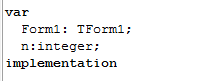 var
  Form1: TForm1;
  n:integer;
implementation